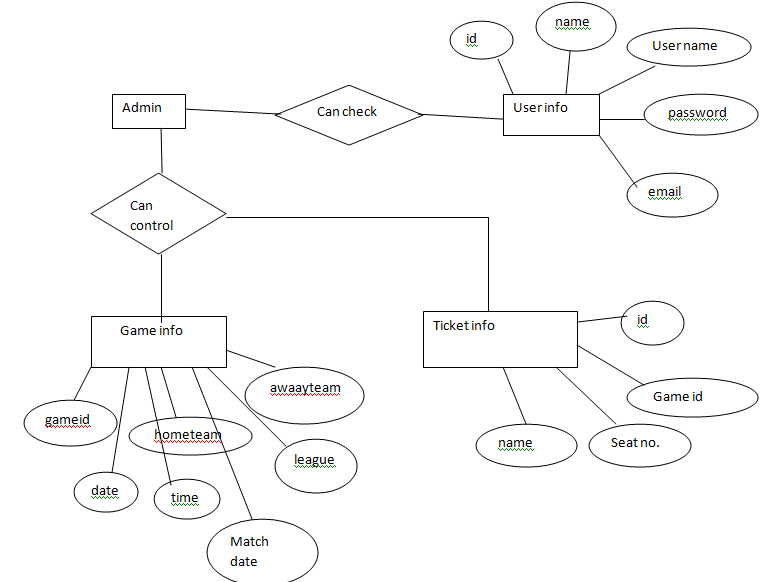 name
id
User name
Admin
Can check
User info
password
email
Can
control
Game info
Ticket info
id
awaayteam
Game id
gameid
hometeam
name
Seat no.
league
date
time
Match
date